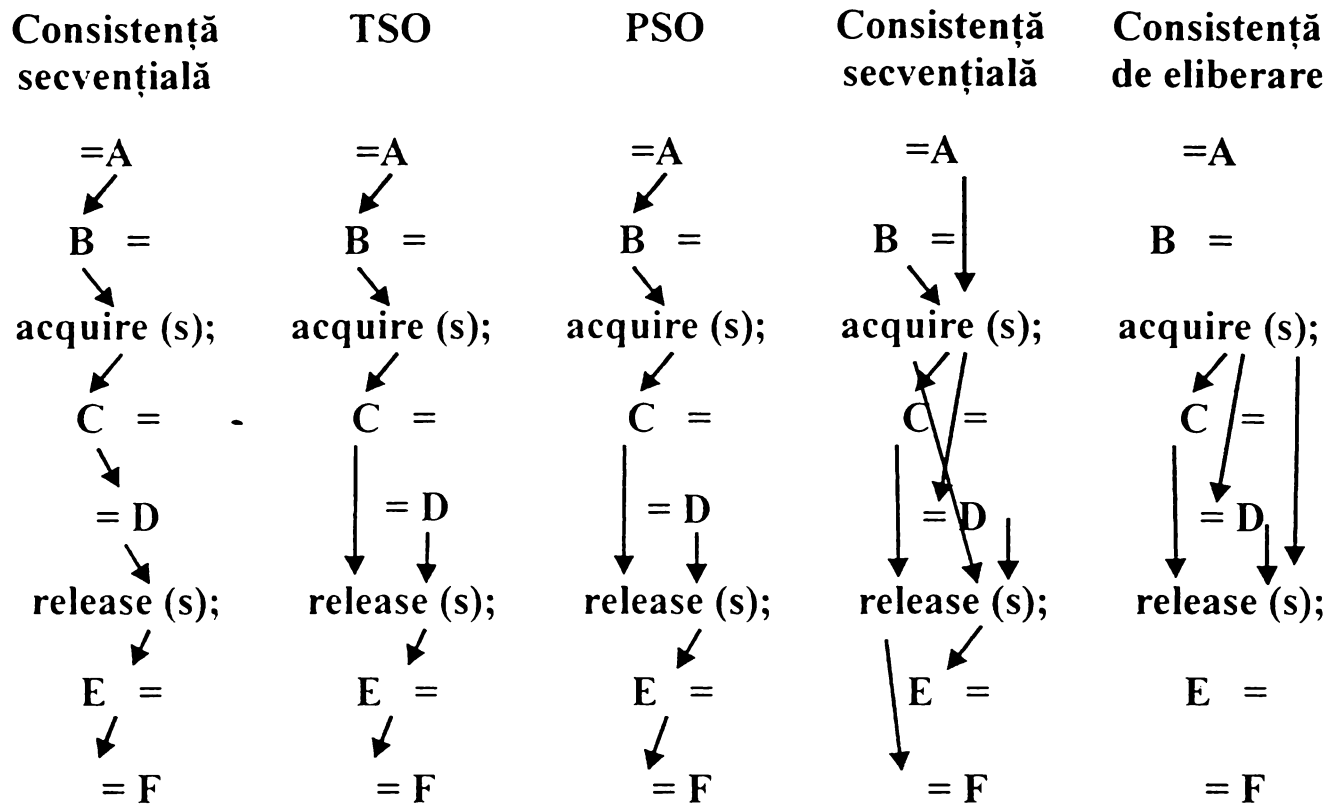 Consistență TSO PSO Consistență Consistență
secvențială secvențială de eliberare
=A =A =A =A =A
B = B = B = B = B =
acquire (s); acquire (s); acquire (s); acquire (s); acquire (s);
C = C = C = C = C =
= D = D = D = D = D
release (s); release (s); release (s); release (s); release (s);
E = E = E = E = E =
= F = F = F = F = F